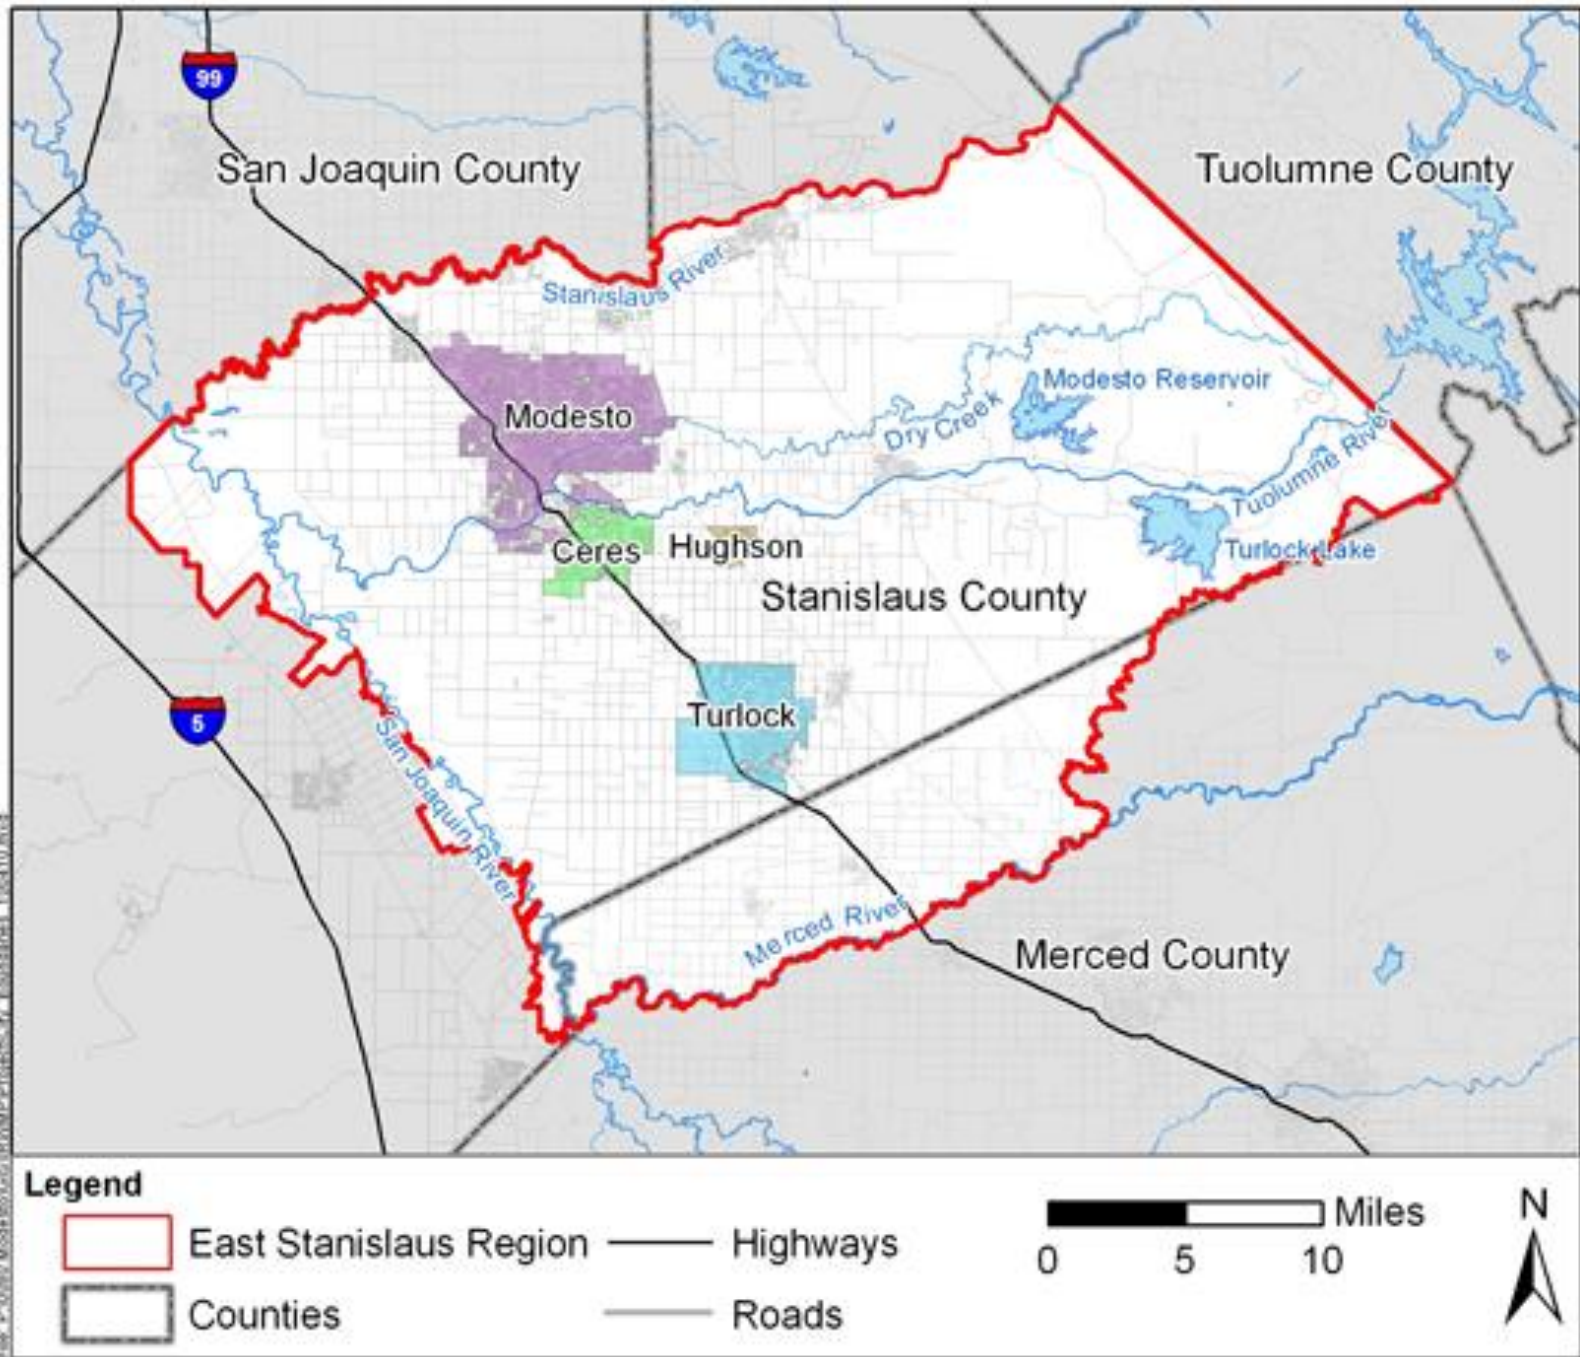 99
San Joaquin County
Tuolumne County
Stanislaus River
Modesto Reservoir
Modesto
Dry Creek
Tuolumne River
Ceres
Hughson
Turlock Lake
Stanislaus County
5
Turlock
San Joaquin River
Merced River
Merced County
Legend
East Stanislaus Region
Highways
Miles
N
0
5
10
Counties
Roads